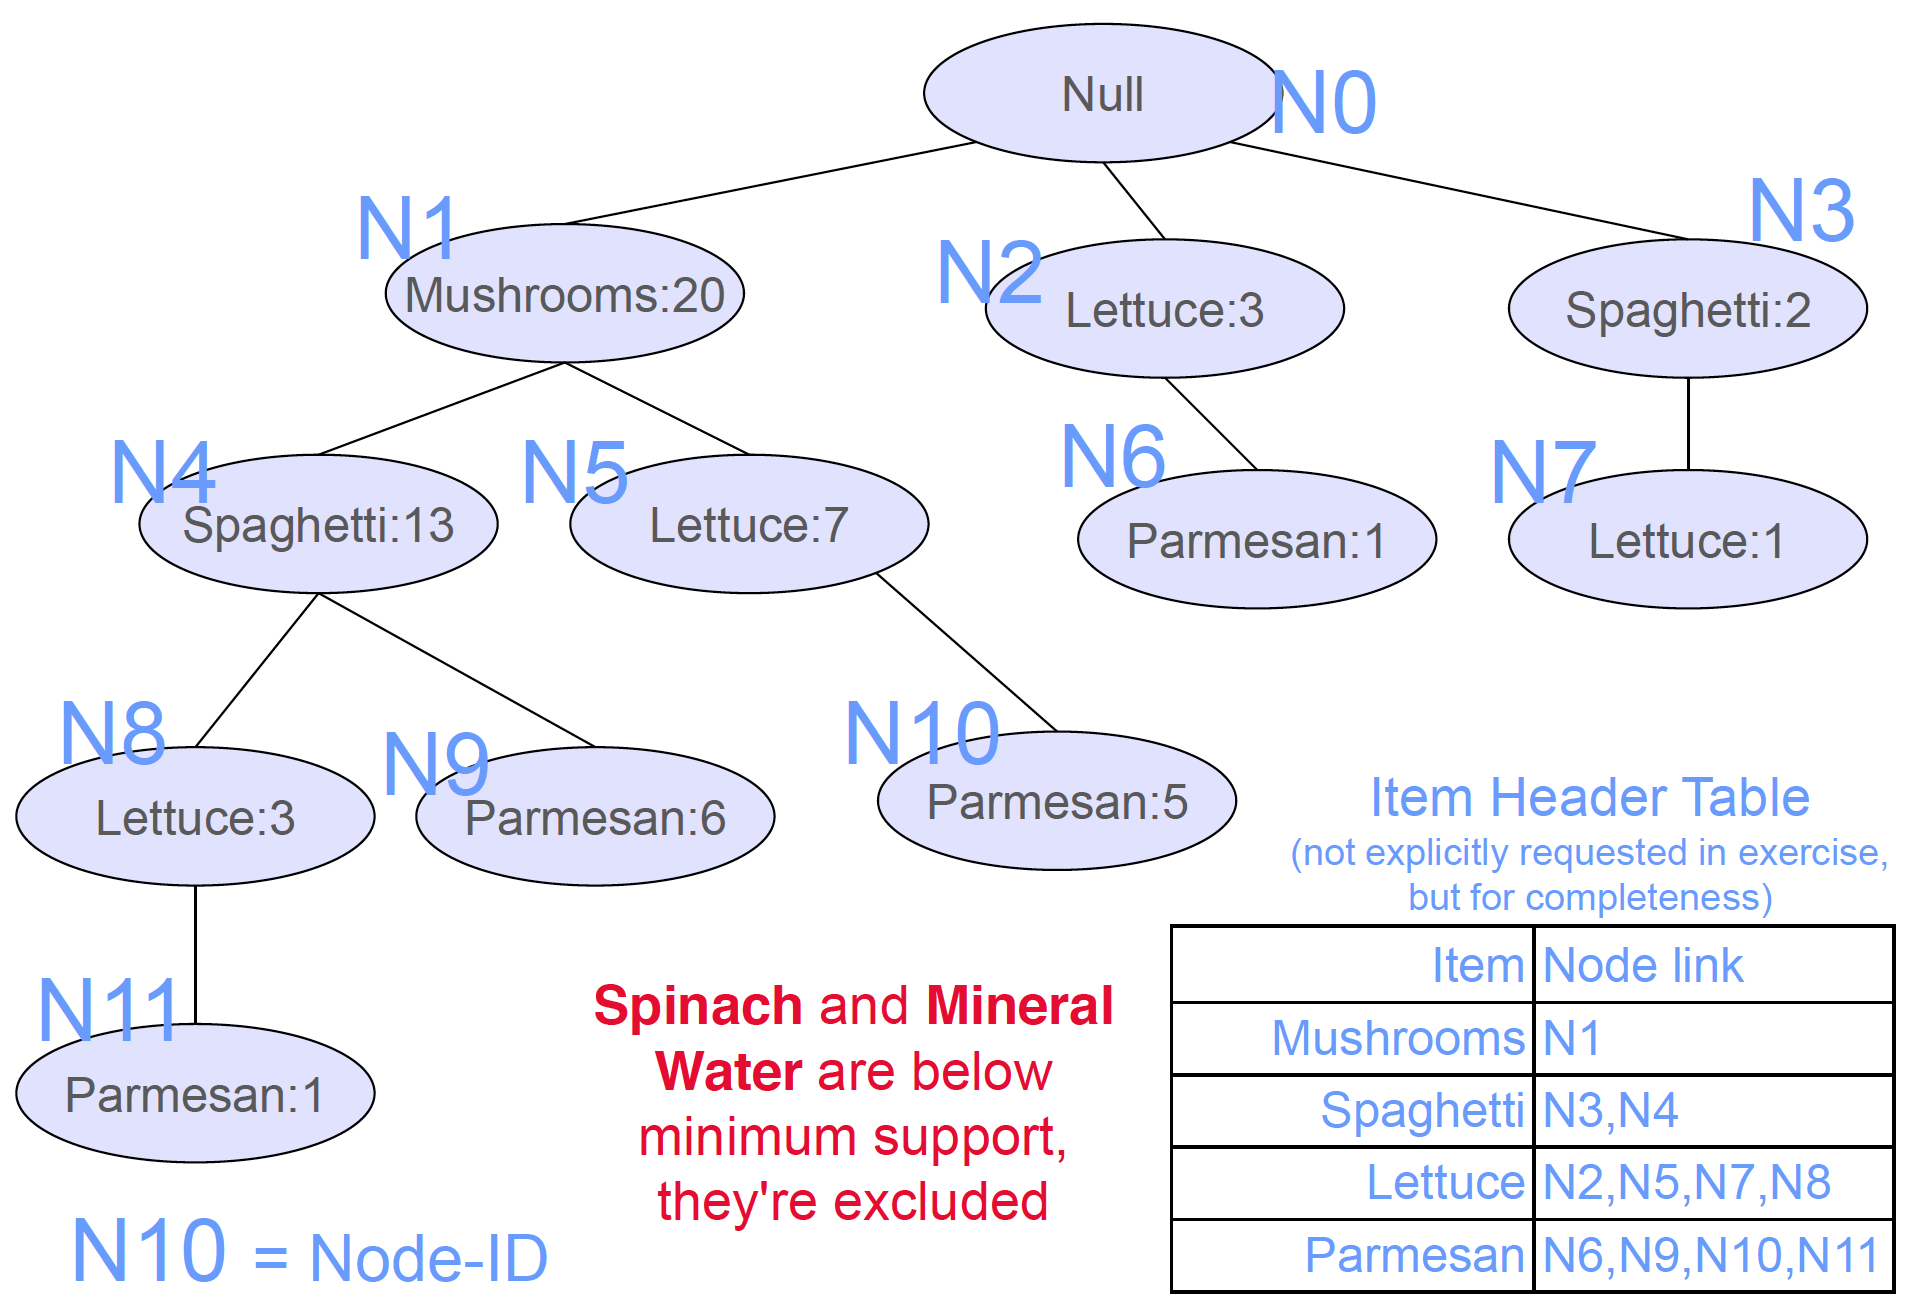 Null
N0
N1
Mushrooms:20
N2
Lettuce:3
N3
Spaghetti:2
N4
Spaghetti:13
N5
Lettuce:7
N6
Parmesan:1
N7
Lettuce:1
N8
Lettuce:3
N9
Parmesan:6
N10
Parmesan:5
N11
Parmesan:1
N10 = Node-ID
Spinach and Mineral
Water are below
minimum support,
they're excluded
Item Header Table
(not explicitly requested in exercise,
but for completeness)
Item Node link
Mushrooms N1
Spaghetti N3,N4
Lettuce N2,N5,N7,N8
Parmesan N6,N9,N10,N11